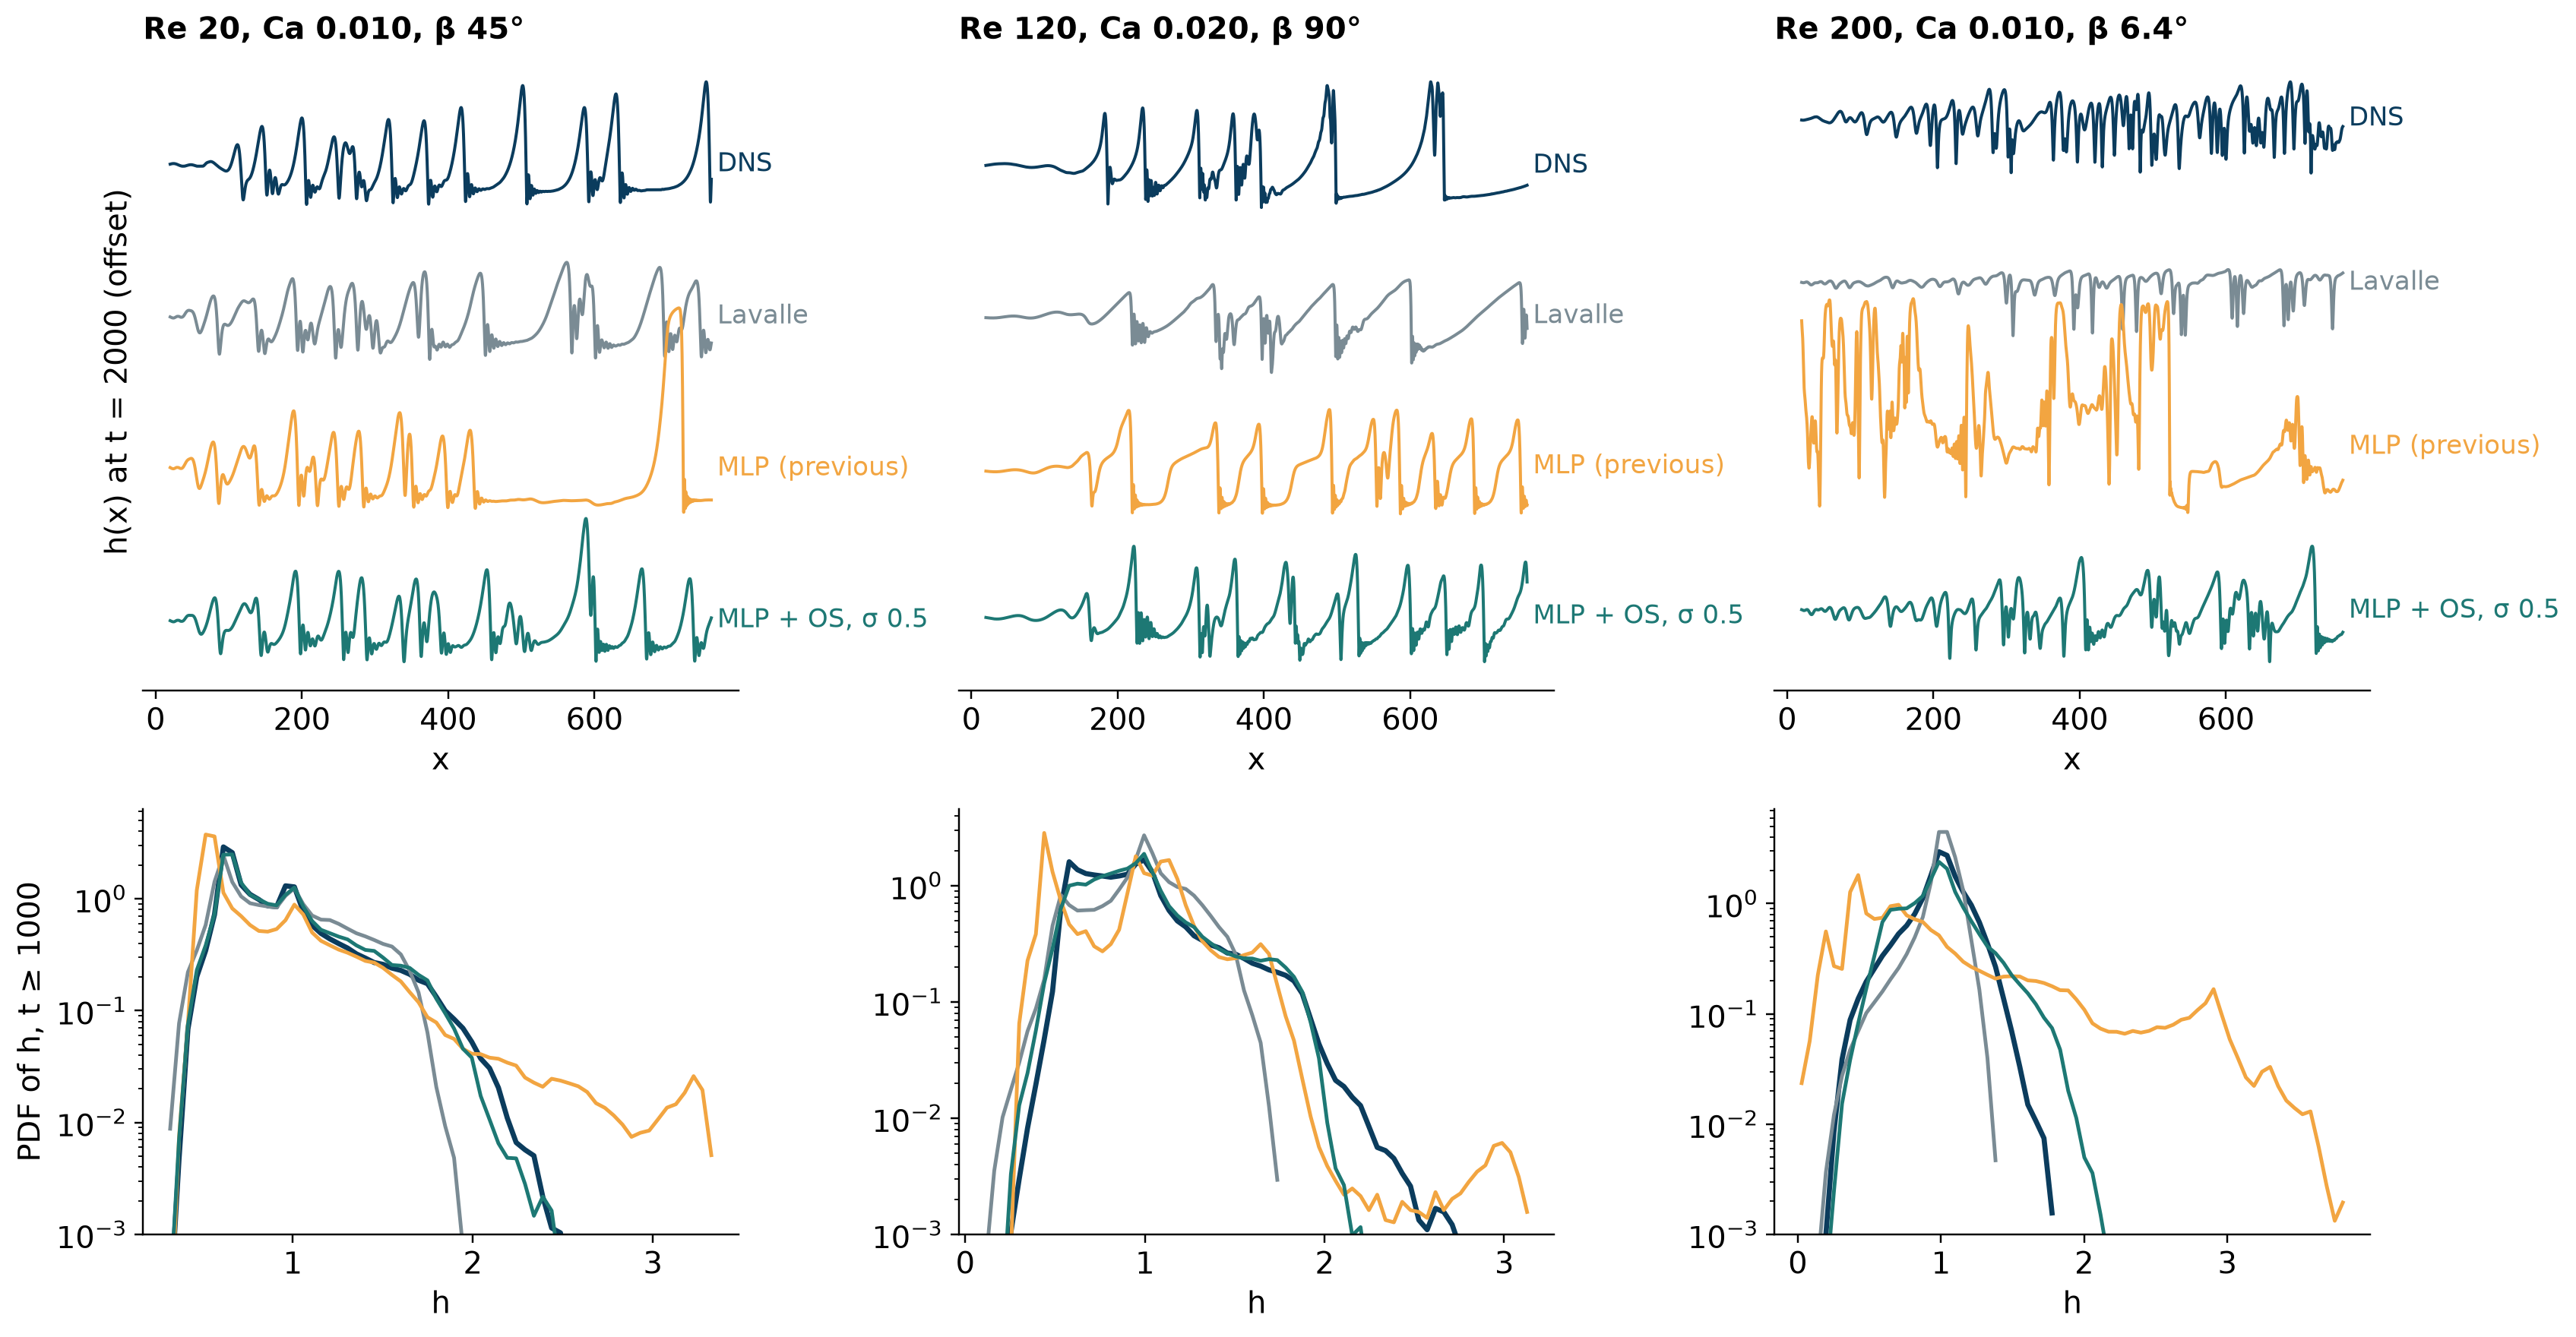 Re 20, Ca 0.010, β 45°
Re 120, Ca 0.020, β 90°
Re 200, Ca 0.010, β 6.4°
h(x) at t = 2000 (offset)
DNS
Lavalle
MLP (previous)
MLP + OS, σ 0.5
DNS
Lavalle
MLP (previous)
MLP + OS, σ 0.5
DNS
Lavalle
MLP (previous)
MLP + OS, σ 0.5
0 200 400 600
0 200 400 600
0 200 400 600
x
x
x
PDF of h, t ≥ 1000
10⁰
10⁻¹
10⁻²
10⁻³
1 2 3
h
10⁰
10⁻¹
10⁻²
10⁻³
0 1 2 3
h
10⁰
10⁻¹
10⁻²
10⁻³
0 1 2 3
h